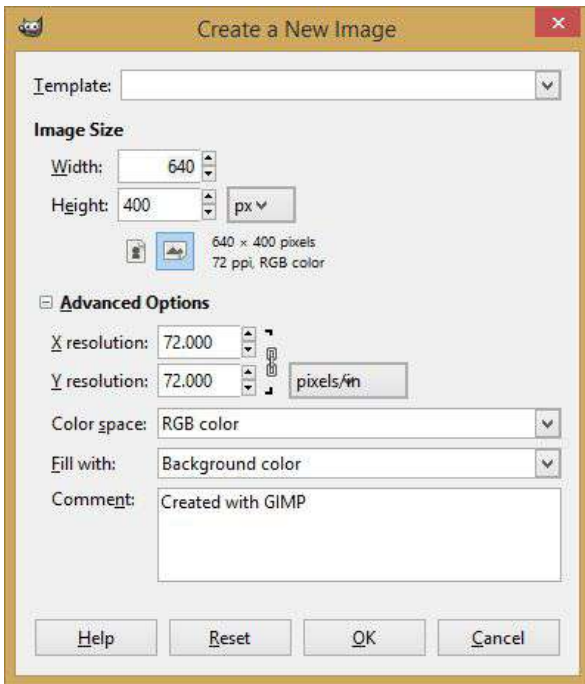 Create a New Image
Template:
Image Size
Width: 640
Height: 400 px
640 × 400 pixels
72 ppi, RGB color
Advanced Options
X resolution: 72.000
Y resolution: 72.000 pixels/in
Color space: RGB color
Fill with: Background color
Comment: Created with GIMP
Help Reset OK Cancel